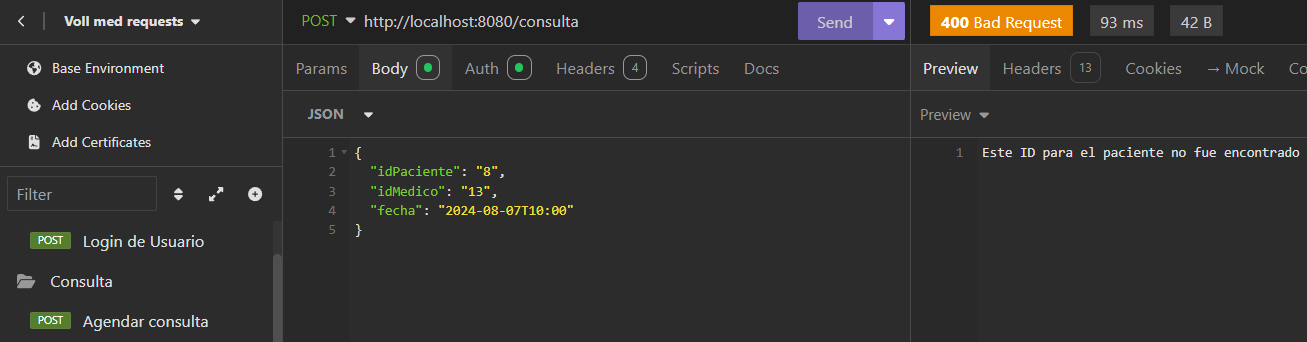 Voll med requests
Base Environment
Add Cookies
Add Certificates
Filter
POST Login de Usuario
Consulta
POST Agendar consulta
POST http://localhost:8080/consulta Send
Params Body Auth Headers 4 Scripts Docs
JSON
1 {
2 "idPaciente": "8",
3 "idMedico": "13",
4 "fecha": "2024-08-07T10:00"
5 }
400 Bad Request 93 ms 42 B
Preview Headers 13 Cookies → Mock Co
Preview
1 Este ID para el paciente no fue encontrado